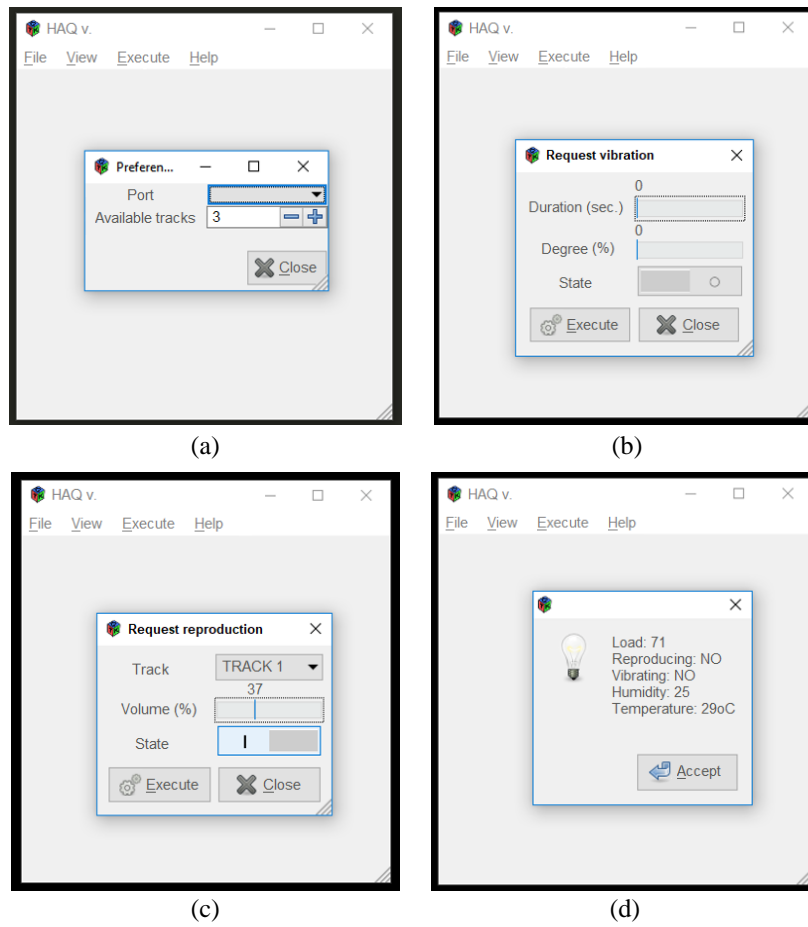 HAQ v.
File View Execute Help
Preferen...
Port
Available tracks 3
Close
(a)
HAQ v.
File View Execute Help
Request vibration
0
Duration (sec.)
0
Degree (%)
State
Execute Close
(b)
HAQ v.
File View Execute Help
Request reproduction
Track TRACK 1
37
Volume (%)
State
Execute Close
(c)
HAQ v.
File View Execute Help
Load: 71
Reproducing: NO
Vibrating: NO
Humidity: 25
Temperature: 29oC
Accept
(d)